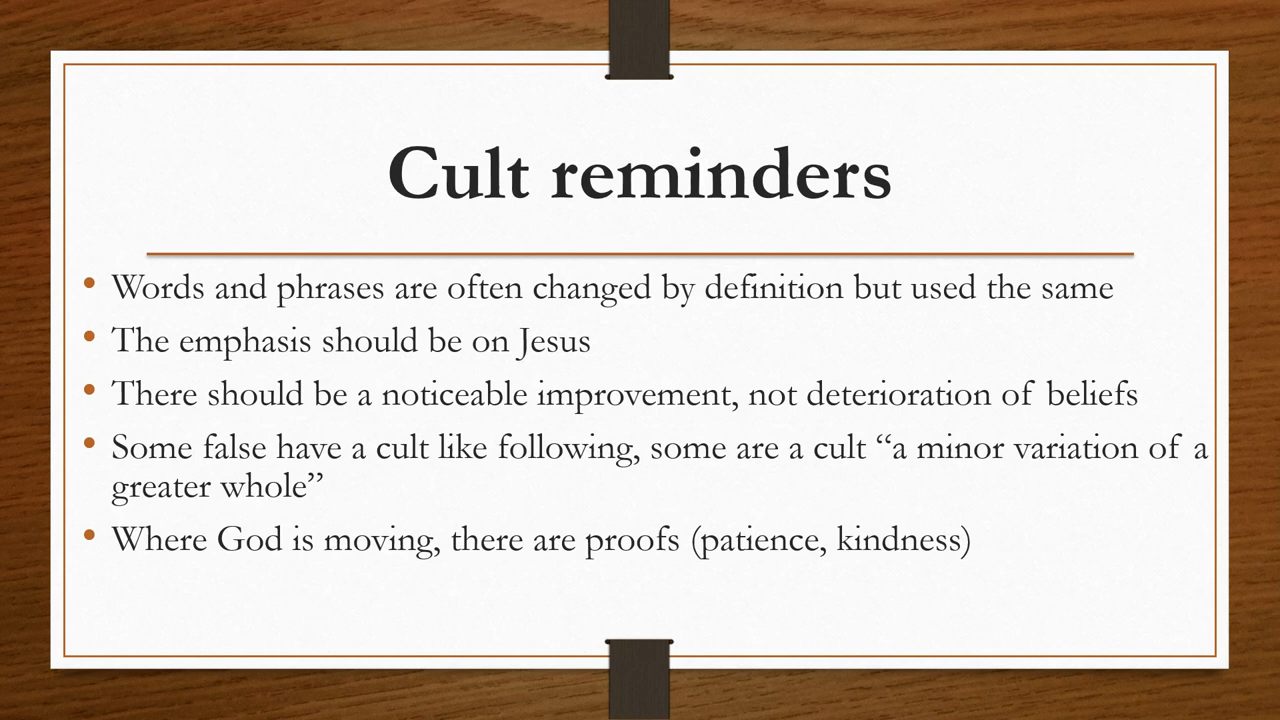 Cult reminders
• Words and phrases are often changed by definition but used the same
• The emphasis should be on Jesus
• There should be a noticeable improvement, not deterioration of beliefs
• Some false have a cult like following, some are a cult “a minor variation of a
greater whole”
• Where God is moving, there are proofs (patience, kindness)